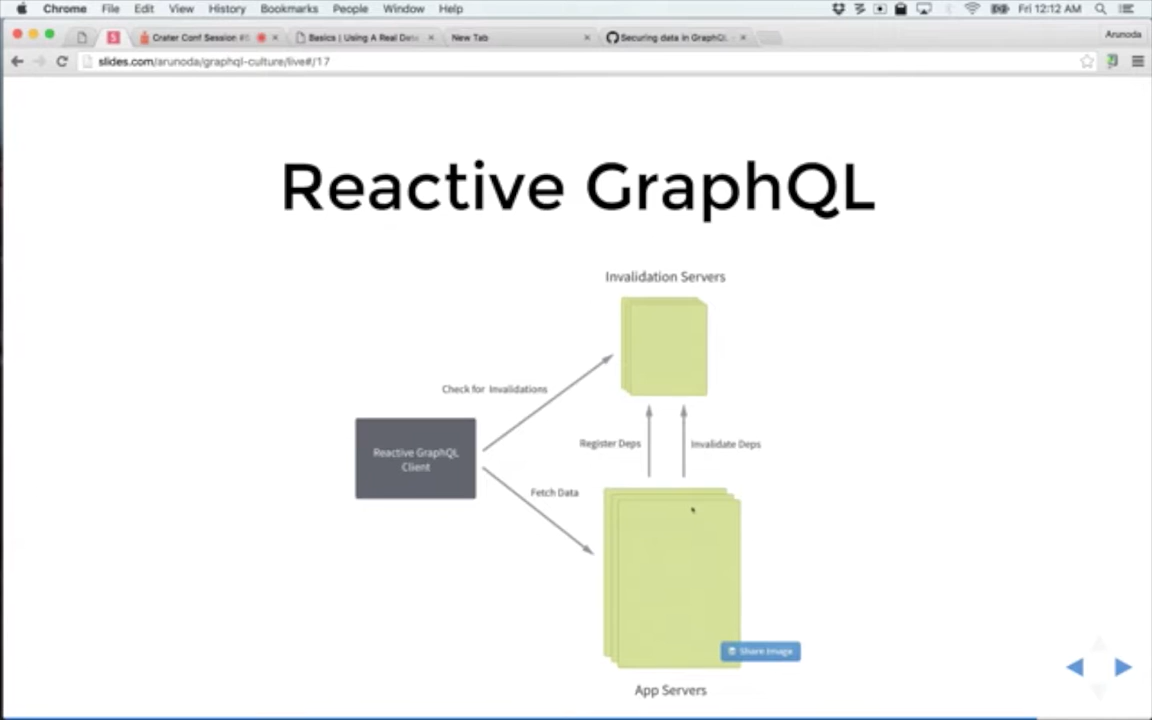 Chrome File Edit View History Bookmarks People Window Help Fri 12:12 AM
Crater Conf Session Basics | Using A Real Data New Tab Securing data in GraphQL Arunoda
slides.com/arunoda/graphql-culture/live#/17
Reactive GraphQL
Invalidation Servers
Check for Invalidations
Register Deps Invalidate Deps
Reactive GraphQL
Client
Fetch Data
Share Image
App Servers